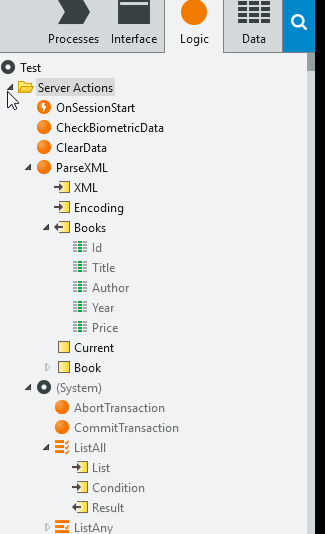 Processes Interface Logic Data
Test
Server Actions
OnSessionStart
CheckBiometricData
ClearData
ParseXML
XML
Encoding
Books
Id
Title
Author
Year
Price
Current
Book
(System)
AbortTransaction
CommitTransaction
ListAll
List
Condition
Result
ListAny